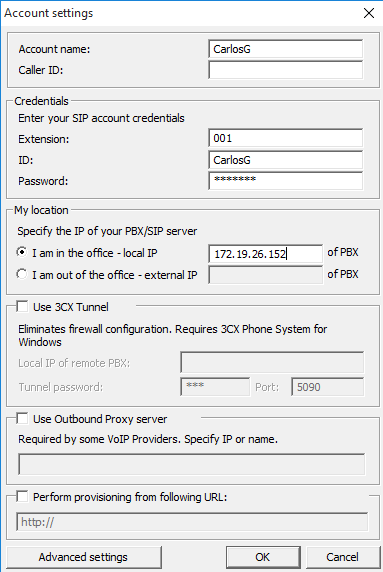 Account settings
Account name: CarlosG
Caller ID:
Credentials
Enter your SIP account credentials
Extension: 001
ID: CarlosG
Password: *******
My location
Specify the IP of your PBX/SIP server
I am in the office - local IP 172.19.26.152 of PBX
I am out of the office - external IP of PBX
Use 3CX Tunnel
Eliminates firewall configuration. Requires 3CX Phone System for
Windows
Local IP of remote PBX:
Tunnel password: *** Port: 5090
Use Outbound Proxy server
Required by some VoIP Providers. Specify IP or name.
Perform provisioning from following URL:
http://
Advanced settings OK Cancel